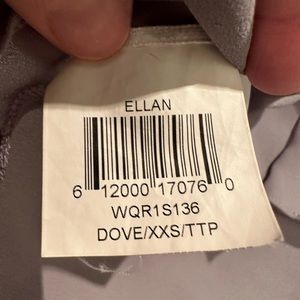 ELLAN
6 12000 17076 0
WQR1S136
DOVE/XXS/TTP